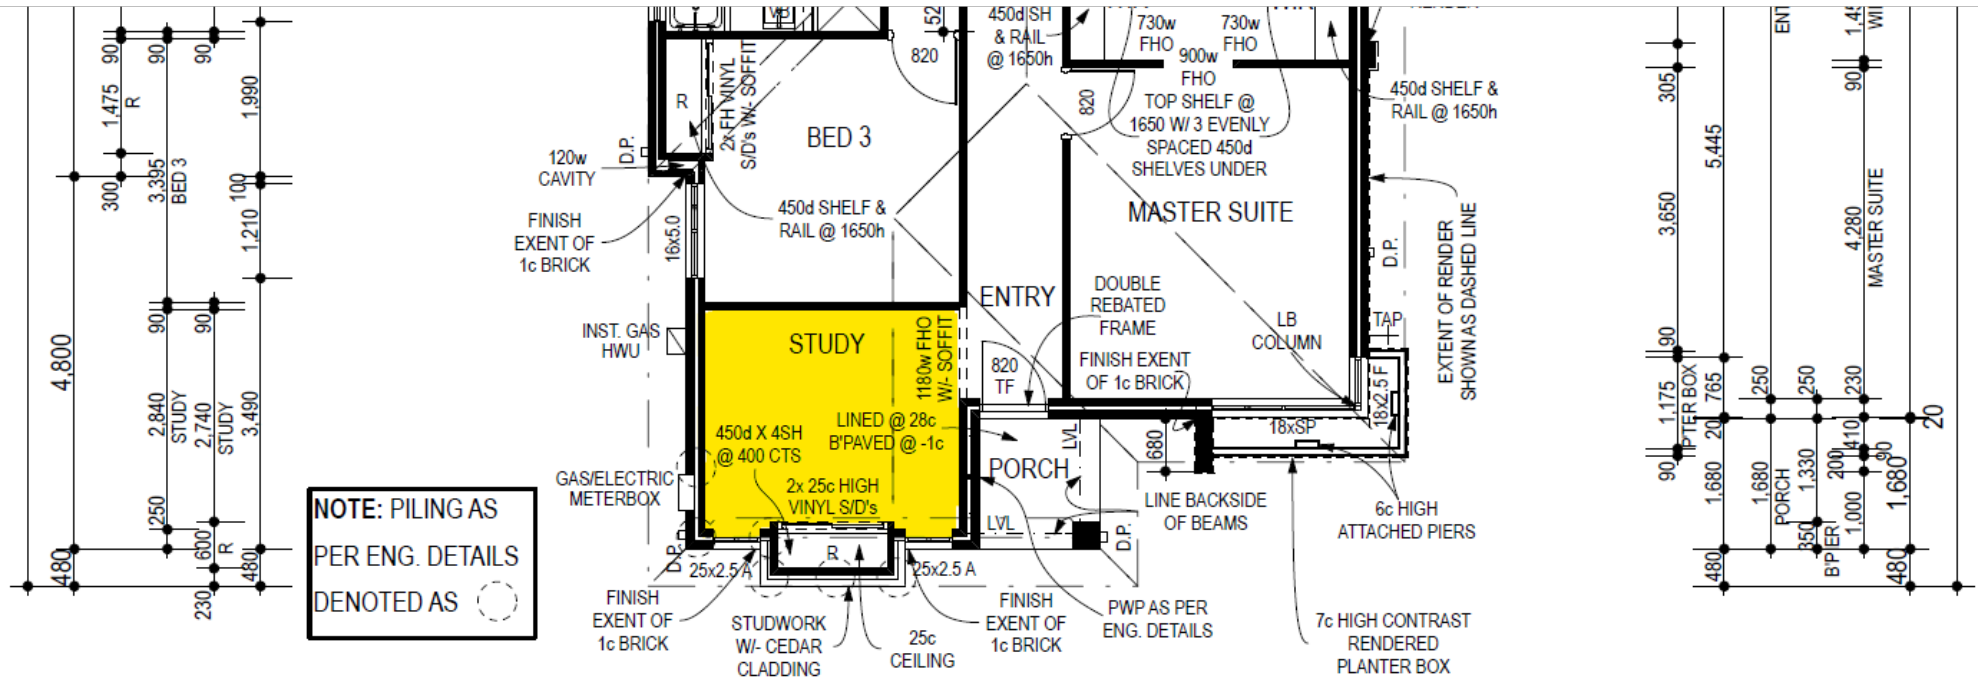 VB
52
450d SH
& RAIL
@ 1650h
730w
FHO
730w
FHO
900w
FHO
TOP SHELF @
1650 W/ 3 EVENLY
SPACED 450d
SHELVES UNDER
450d SHELF &
RAIL @ 1650h
820
820
R
2x FH VINYL
S/D's W/- SOFFIT
BED 3
D.P.
120w
CAVITY
FINISH
EXENT OF
1c BRICK
16x5.0
450d SHELF &
RAIL @ 1650h
MASTER SUITE
ENTRY
DOUBLE
REBATED
FRAME
LB
COLUMN
TAP
D.P.
EXTENT OF RENDER
SHOWN AS DASHED LINE
INST. GAS
HWU
STUDY
1180w FHO
W/- SOFFIT
820
TF
FINISH EXENT
OF 1c BRICK
18x2.5 F
18xSP
LINED @ 28c
B'PAVED @ -1c
450d X 4SH
@ 400 CTS
PORCH
LVL
680
GAS/ELECTRIC
METERBOX
2x 25c HIGH
VINYL S/D's
LVL
LINE BACKSIDE
OF BEAMS
6c HIGH
ATTACHED PIERS
D.P.
D.P.
R
25x2.5 A
25x2.5 A
FINISH
EXENT OF
1c BRICK
STUDWORK
W/- CEDAR
CLADDING
25c
CEILING
FINISH
EXENT OF
1c BRICK
PWP AS PER
ENG. DETAILS
7c HIGH CONTRAST
RENDERED
PLANTER BOX
NOTE: PILING AS
PER ENG. DETAILS
DENOTED AS
90
90
90
1,475
R
1,990
300
3,395
BED 3
100
1,210
90
90
4,800
2,840
STUDY
2,740
STUDY
3,490
250
480
600
R
480
230
ENT
90
305
5,445
3,650
4,280
MASTER SUITE
90
1,175
P'TER BOX
765
250
250
230
20
410
90
20
90
1,680
1,680
PORCH
1,330
200
1,000
1,680
350
B'PIER
480
480